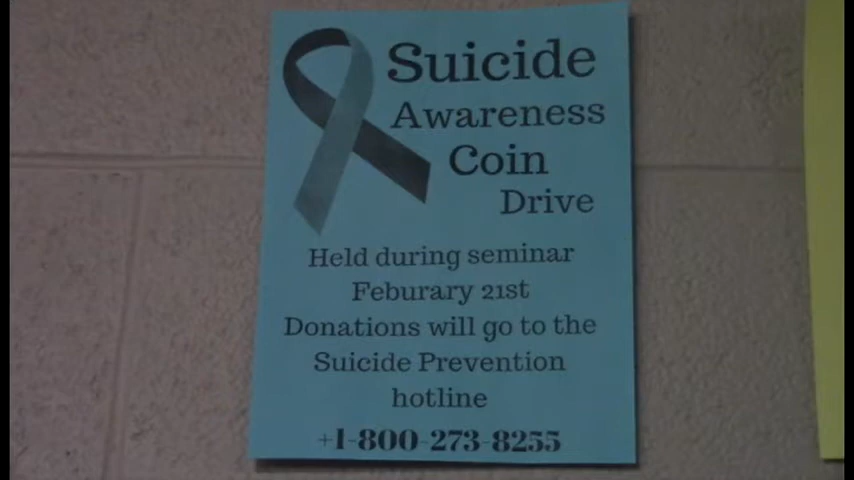 Suicide
Awareness
Coin
Drive
Held during seminar
Feburary 21st
Donations will go to the
Suicide Prevention
hotline
+1-800-273-8255